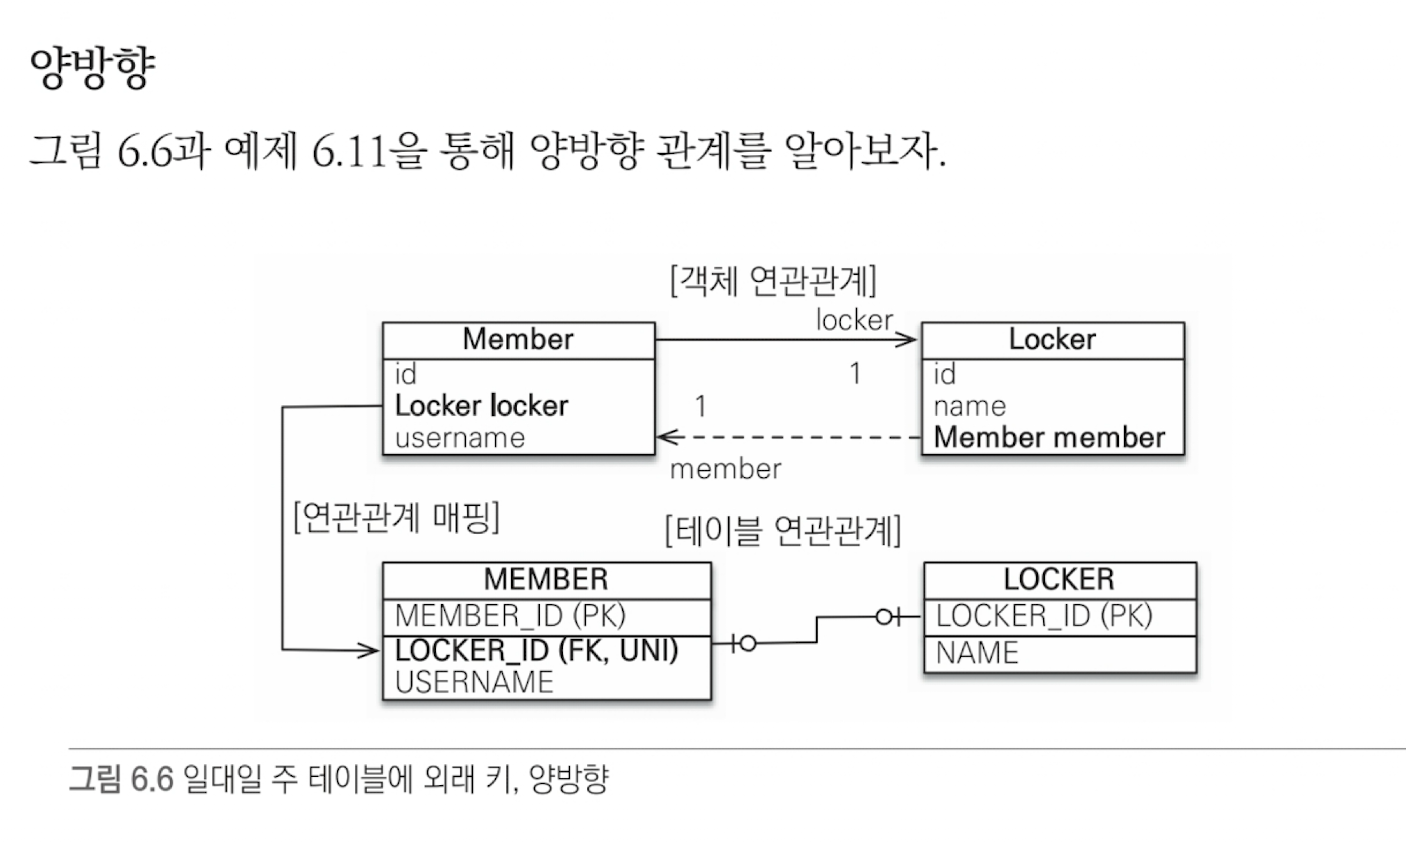 양방향
그림 6.6과 예제 6.11을 통해 양방향 관계를 알아보자.
[객체 연관관계]
locker
Member
Locker
id
Locker locker
username
1
1
id
name
Member member
member
[연관관계 매핑]
[테이블 연관관계]
MEMBER
MEMBER_ID (PK)
LOCKER_ID (FK, UNI)
USERNAME
LOCKER
LOCKER_ID (PK)
NAME
그림 6.6 일대일 주 테이블에 외래 키, 양방향